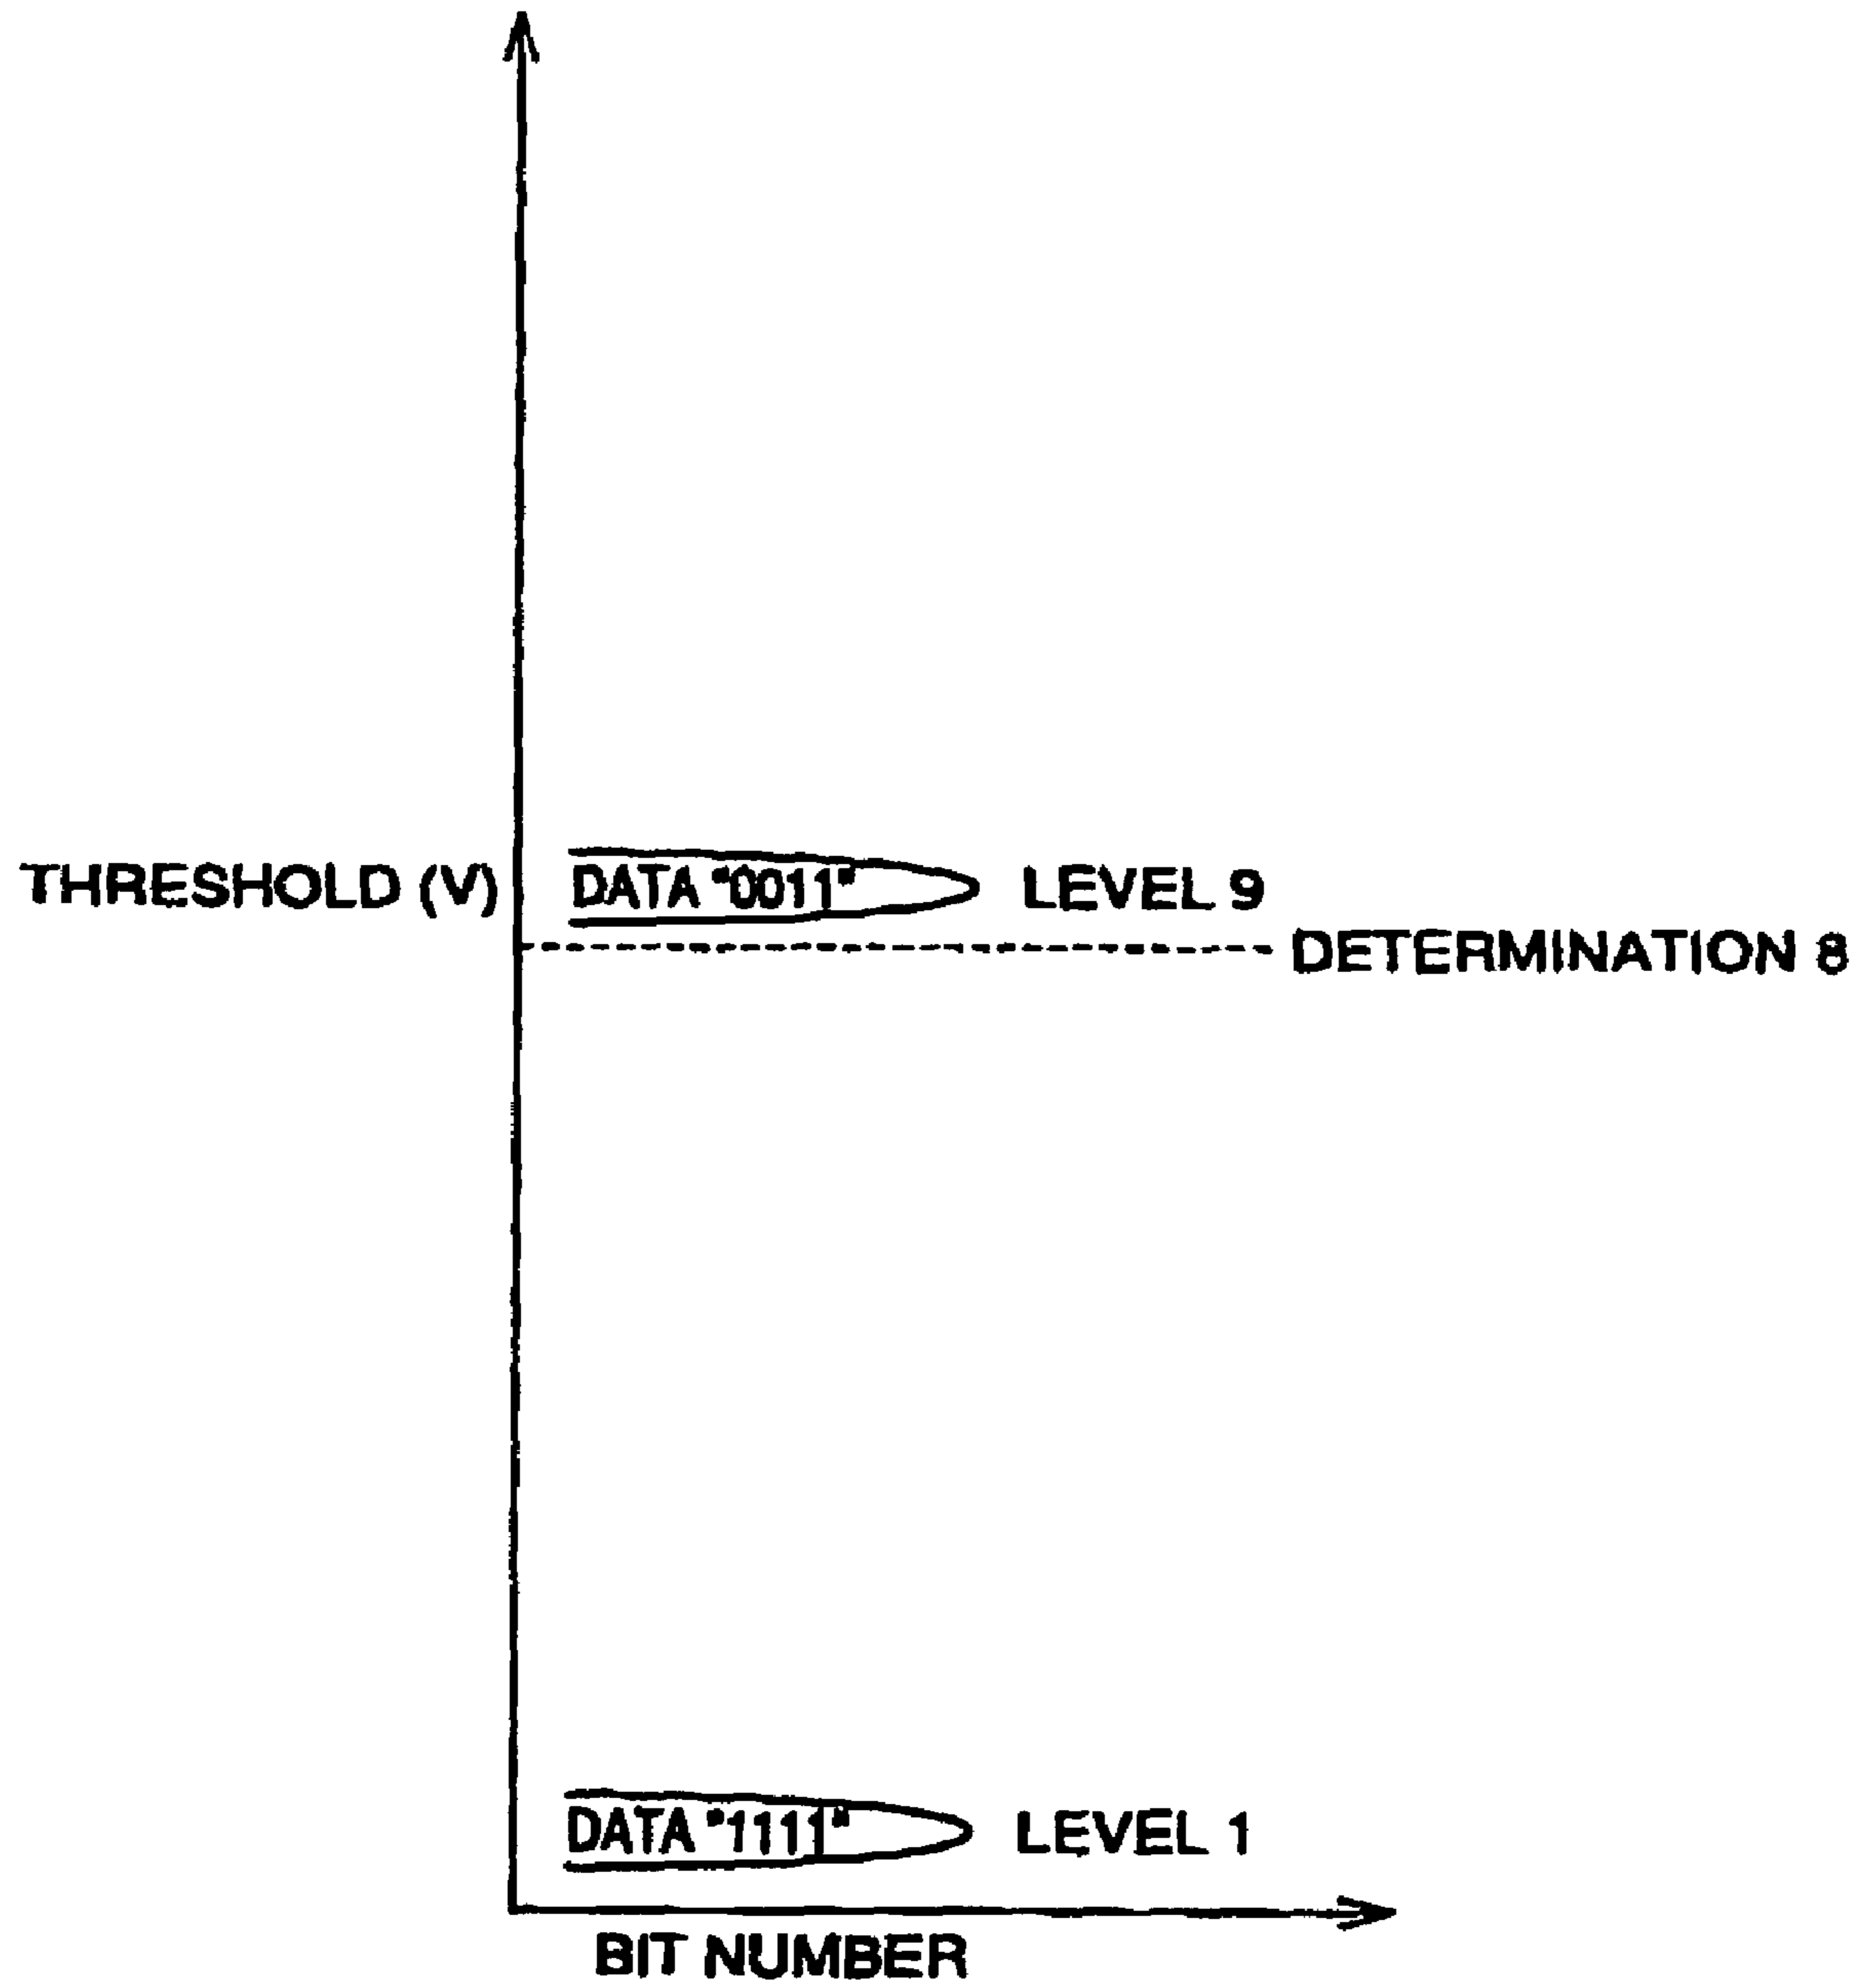 THRESHOLD (V) DATA "0011" LEVEL 9
DETERMINATION 8
DATA "1111" LEVEL 1
BIT NUMBER